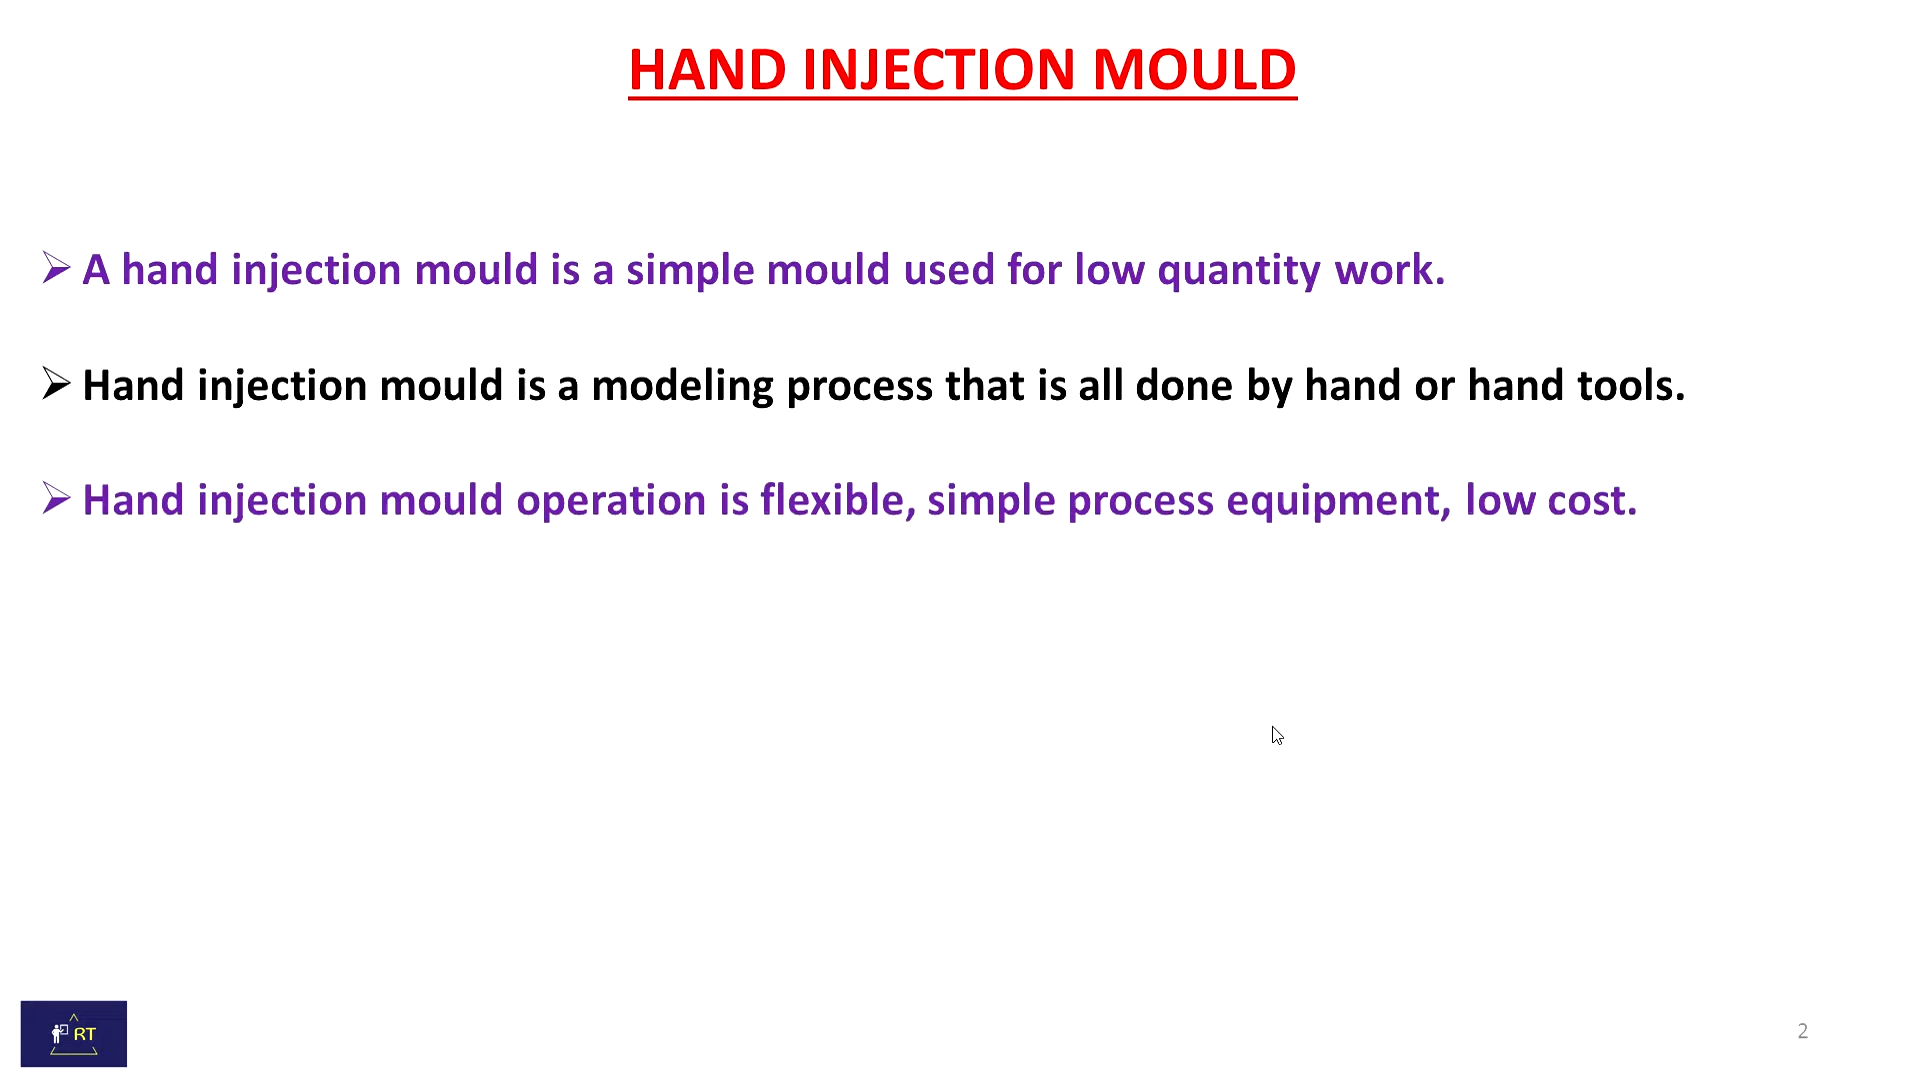 HAND INJECTION MOULD
➢ A hand injection mould is a simple mould used for low quantity work.
➢ Hand injection mould is a modeling process that is all done by hand or hand tools.
➢ Hand injection mould operation is flexible, simple process equipment, low cost.
RT
2